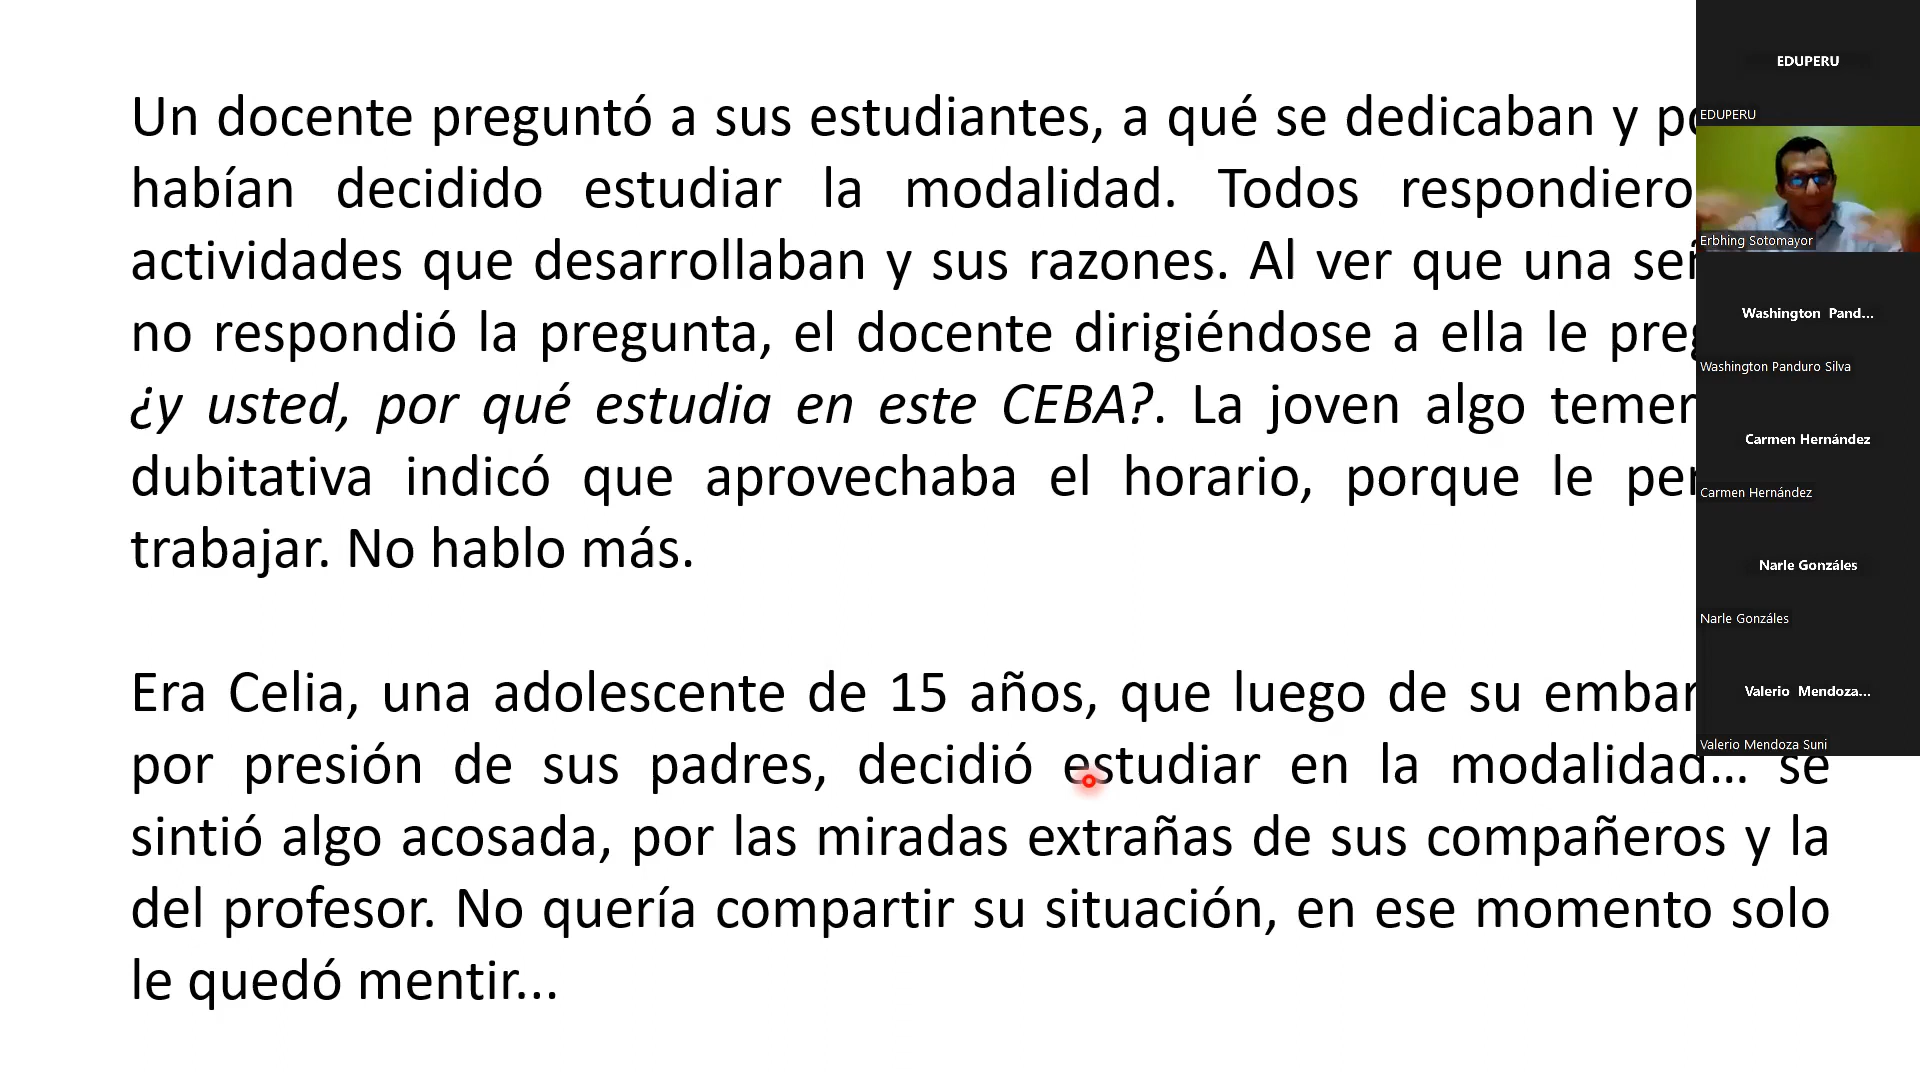 Un docente preguntó a sus estudiantes, a qué se dedicaban y
habían decidido estudiar la modalidad. Todos
actividades que desarrollaban y sus razones. Al ver que una
no respondió la pregunta, el docente dirigiéndose a ella le
¿y usted, por qué estudia en este CEBA?. La joven algo
dubitativa indicó que aprovechaba el horario, porque le
trabajar. No hablo más.
Era Celia, una adolescente de 15 años, que luego de su
por presión de sus padres, decidió estudiar en la modalidad... se
sintió algo acosada, por las miradas extrañas de sus compañeros y la
del profesor. No quería compartir su situación, en ese momento solo
le quedó mentir...
EDUPERU
EDUPERU
Erbhing Sotomayor
Washington Pand...
Washington Panduro Silva
Carmen Hernández
Carmen Hernández
Narle Gonzáles
Narle Gonzáles
Valerio Mendoza...
Valerio Mendoza Suni